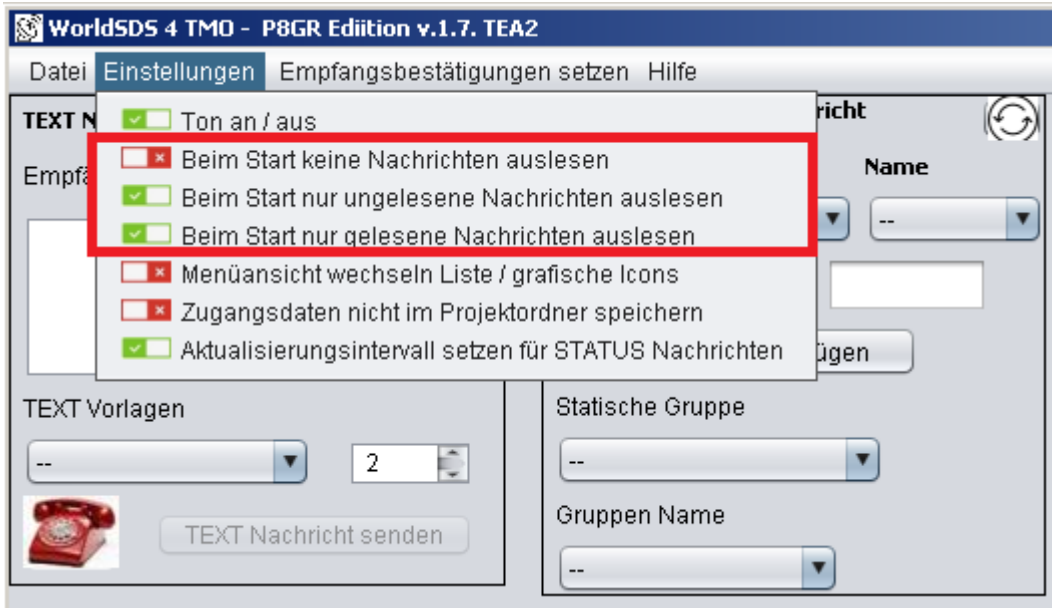 WorldSDS 4 TMO - P8GR Ediition v.1.7. TEA2
Datei Einstellungen Empfangsbestätigungen setzen Hilfe
TEXT N
richt
Ton an / aus
Beim Start keine Nachrichten auslesen
Empfä
Name
Beim Start nur ungelesene Nachrichten auslesen
--
Beim Start nur gelesene Nachrichten auslesen
Menüansicht wechseln Liste / grafische Icons
Zugangsdaten nicht im Projektordner speichern
Aktualisierungsintervall setzen für STATUS Nachrichten
ügen
TEXT Vorlagen
Statische Gruppe
--
2
--
TEXT Nachricht senden
Gruppen Name
--